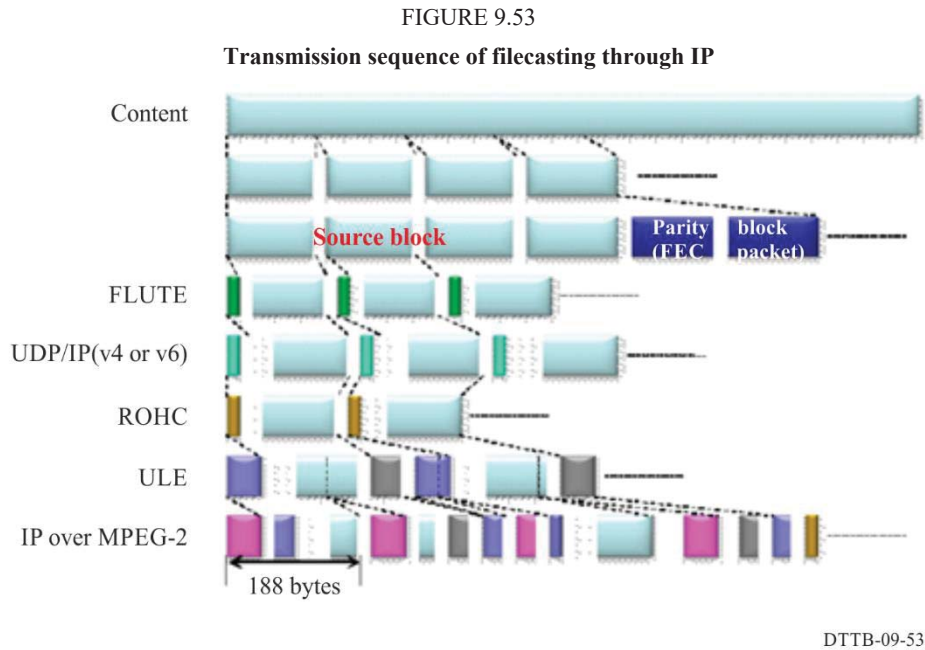 FIGURE 9.53
Transmission sequence of filecasting through IP
Content
Source block
Parity block
(FEC packet)
FLUTE
UDP/IP(v4 or v6)
ROHC
ULE
IP over MPEG-2
188 bytes
DTTB-09-53